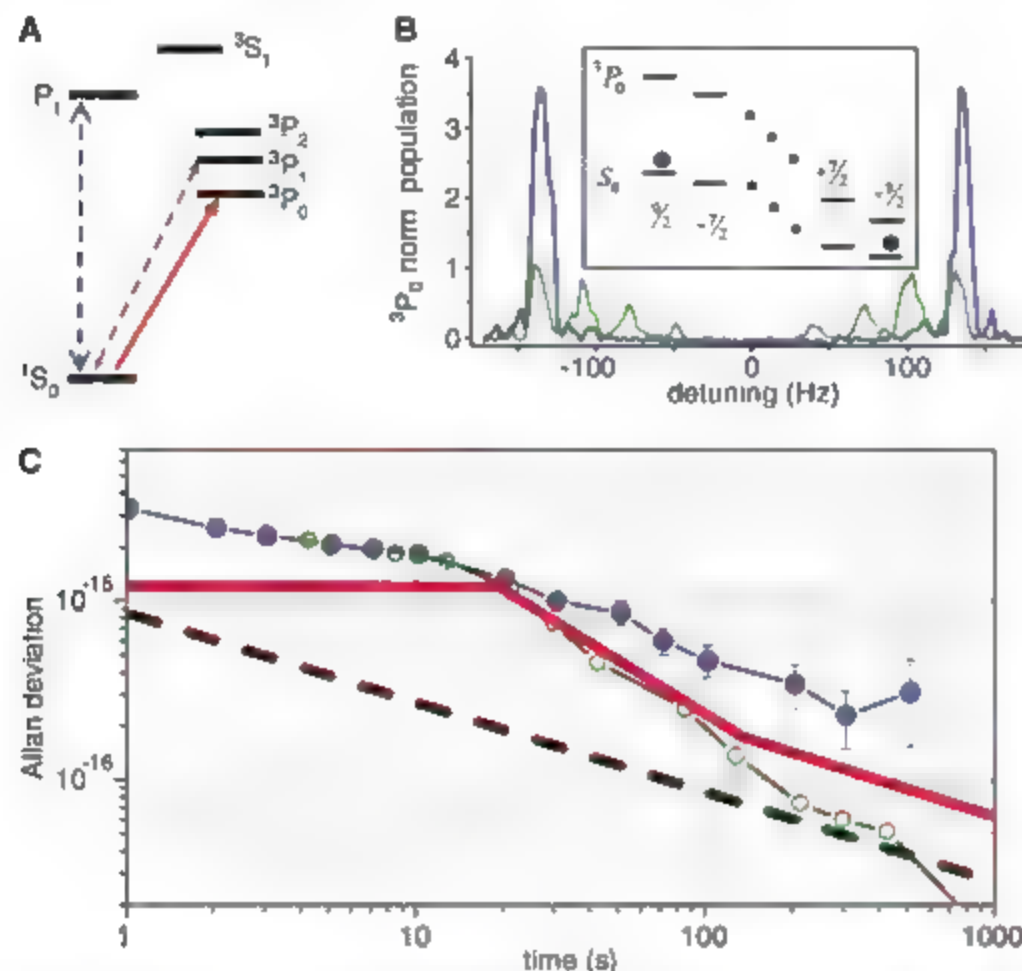 A
³S₁
P₁
³P₂
³P₁
³P₀
¹S₀
B
³P₀ norm population
4
3
2
1
0
³P₀
S₀
9/2
-7/2
7/2
-9/2
-100
0
100
detuning (Hz)
C
Allan deviation
10⁻¹⁵
10⁻¹⁶
1
10
100
1000
time (s)